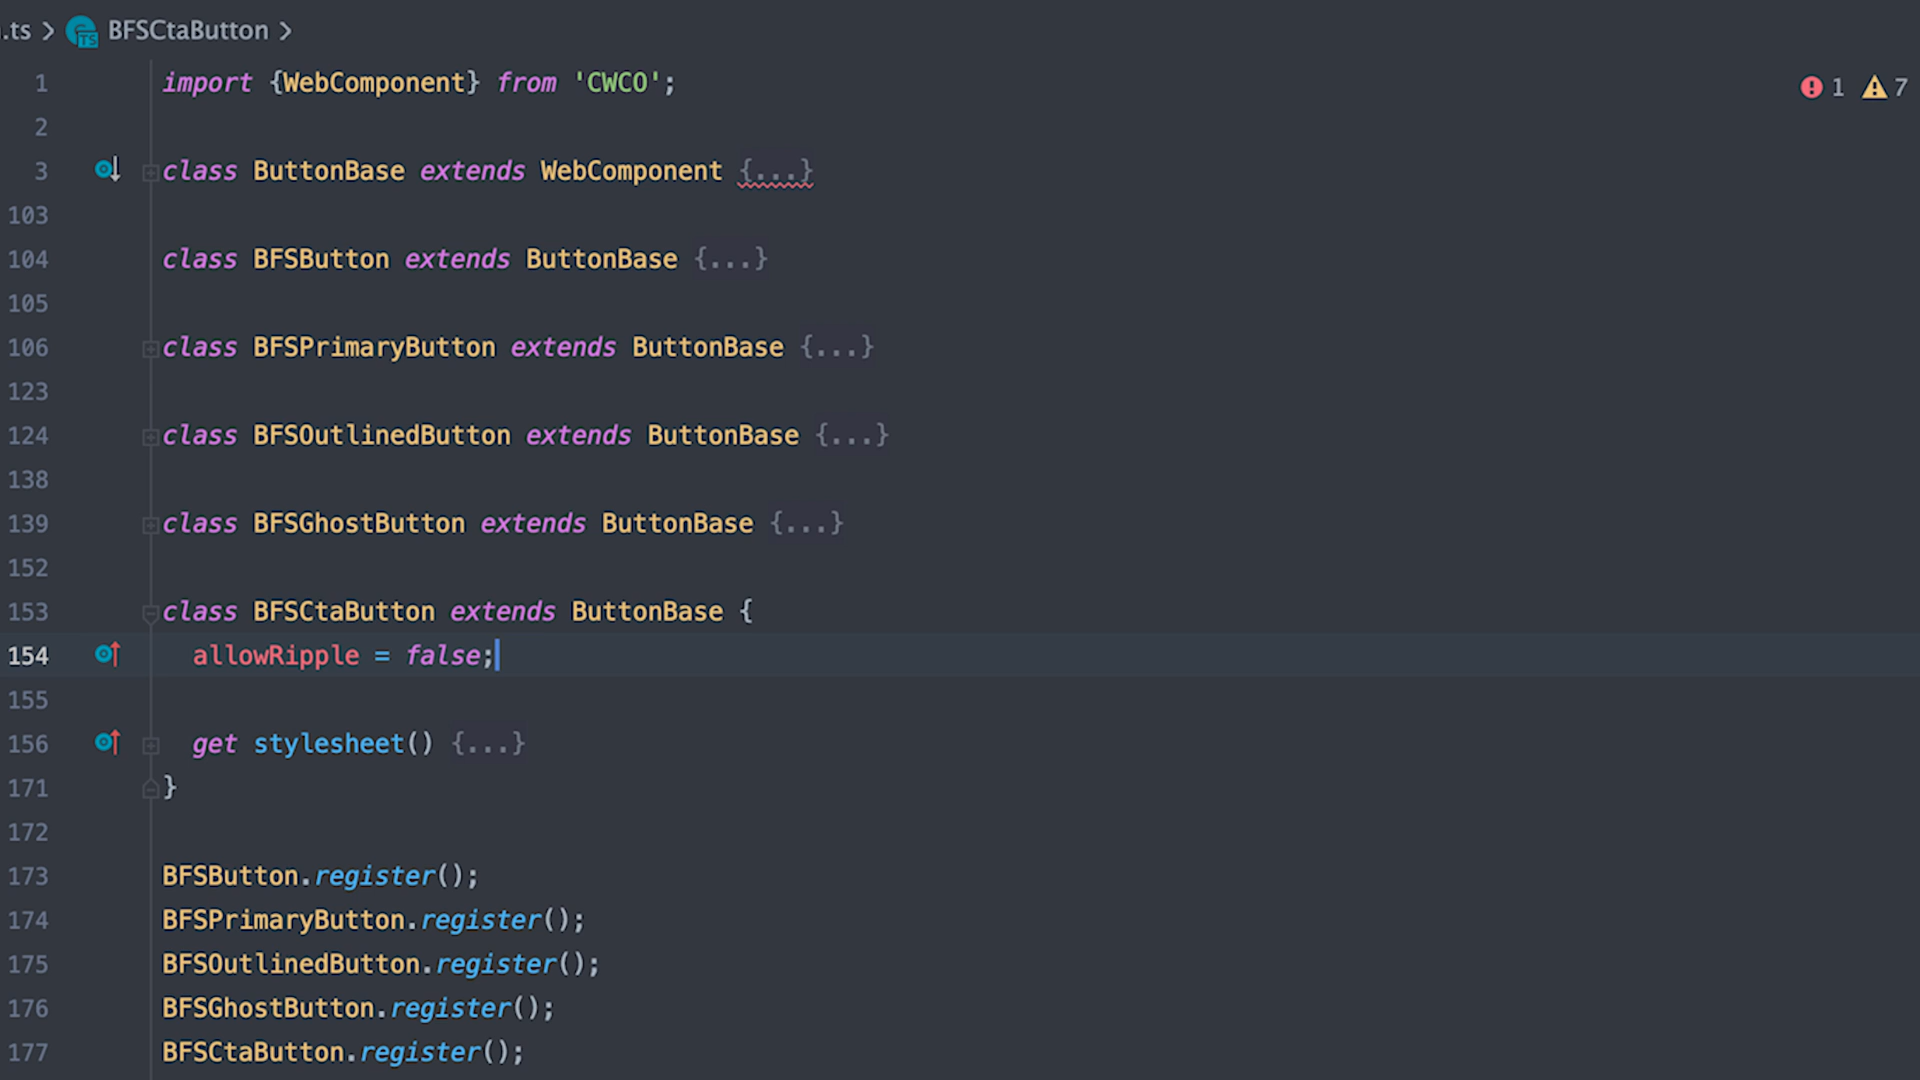 .ts > BFSCtaButton >
1 import {WebComponent} from 'CWCO'; 1 7
2
3 class ButtonBase extends WebComponent {...}
103
104 class BFSButton extends ButtonBase {...}
105
106 class BFSPrimaryButton extends ButtonBase {...}
123
124 class BFSOutlinedButton extends ButtonBase {...}
138
139 class BFSGhostButton extends ButtonBase {...}
152
153 class BFSCtaButton extends ButtonBase {
154 allowRipple = false;
155
156 get stylesheet() {...}
171 }
172
173 BFSButton.register();
174 BFSPrimaryButton.register();
175 BFSOutlinedButton.register();
176 BFSGhostButton.register();
177 BFSCtaButton.register();